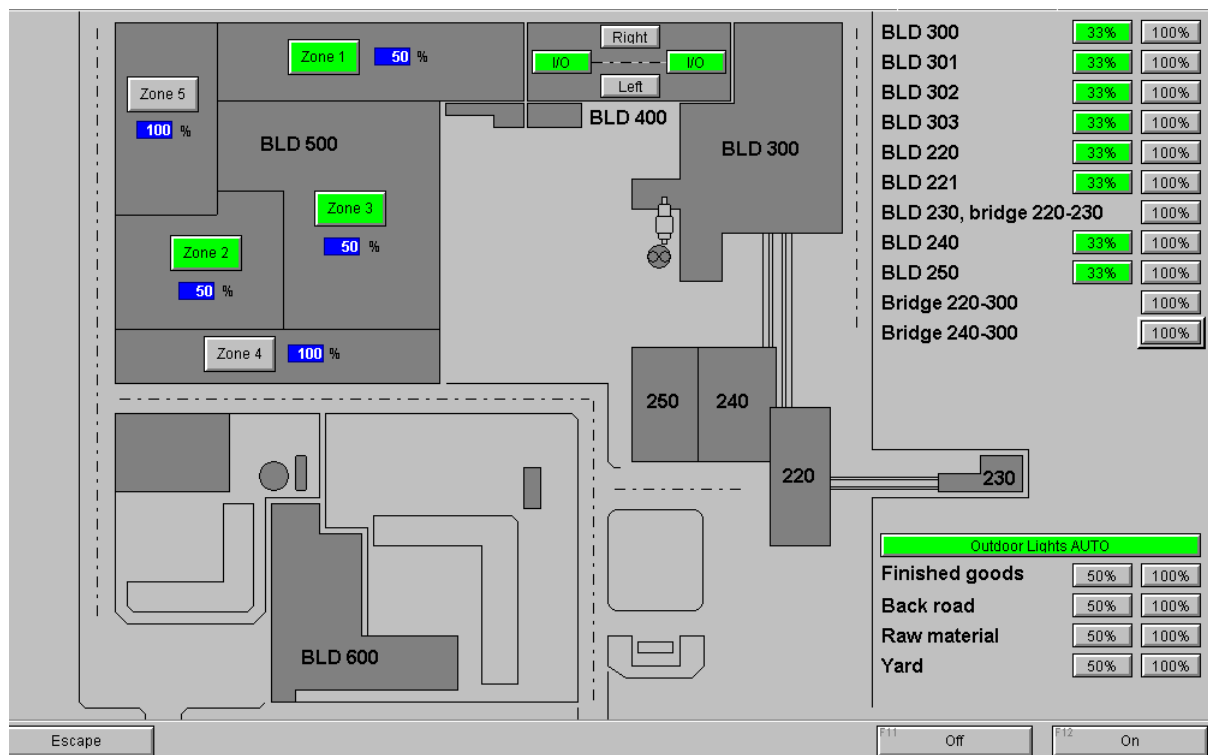 Zone 1 50 %
Right
I/O I/O
Left
BLD 400
Zone 5
100 %
BLD 500
BLD 300
Zone 3
50 %
Zone 2
50 %
Zone 4 100 %
250 240
220
230
BLD 600
BLD 300 33% 100%
BLD 301 33% 100%
BLD 302 33% 100%
BLD 303 33% 100%
BLD 220 33% 100%
BLD 221 33% 100%
BLD 230, bridge 220-230 100%
BLD 240 33% 100%
BLD 250 33% 100%
Bridge 220-300 100%
Bridge 240-300 100%
Outdoor Lights AUTO
Finished goods 50% 100%
Back road 50% 100%
Raw material 50% 100%
Yard 50% 100%
Escape
F11 Off
F12 On